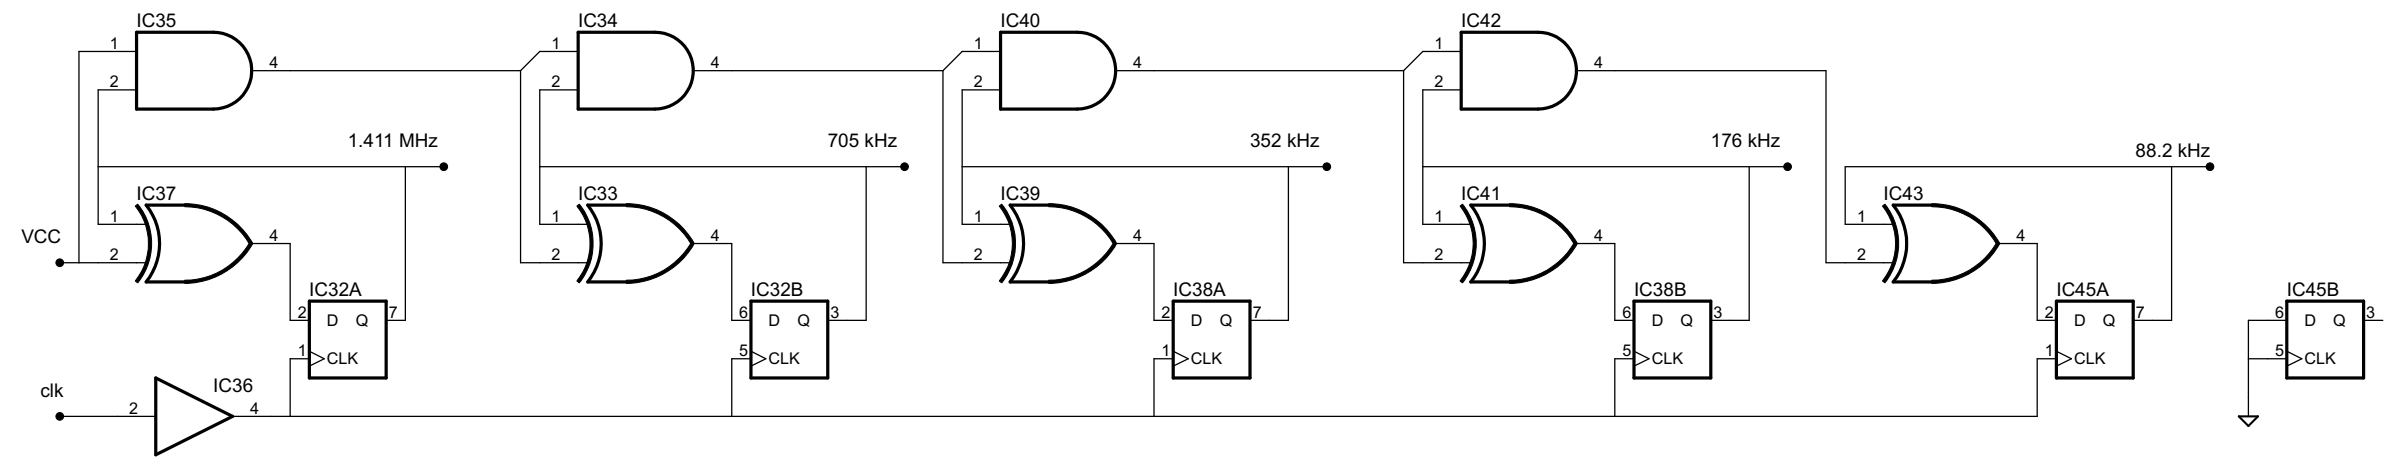 IC35
IC34
IC40
IC42
1
1
1
1
4
4
4
4
2
2
2
2
1.411 MHz
705 kHz
352 kHz
176 kHz
88.2 kHz
IC37
IC33
IC39
IC41
IC43
1
1
1
1
1
VCC
4
4
4
4
4
2
2
2
2
2
IC32A
IC32B
IC38A
IC38B
IC45A
IC45B
2 D Q 7
6 D Q 3
2 D Q 7
6 D Q 3
2 D Q 7
6 D Q 3
1 CLK
5 CLK
1 CLK
5 CLK
1 CLK
5 CLK
clk
IC36
2
4